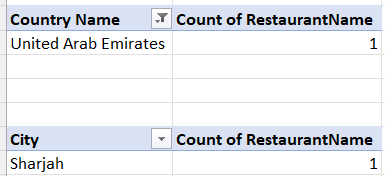 Country Name Count of RestaurantName
United Arab Emirates 1
City Count of RestaurantName
Sharjah 1